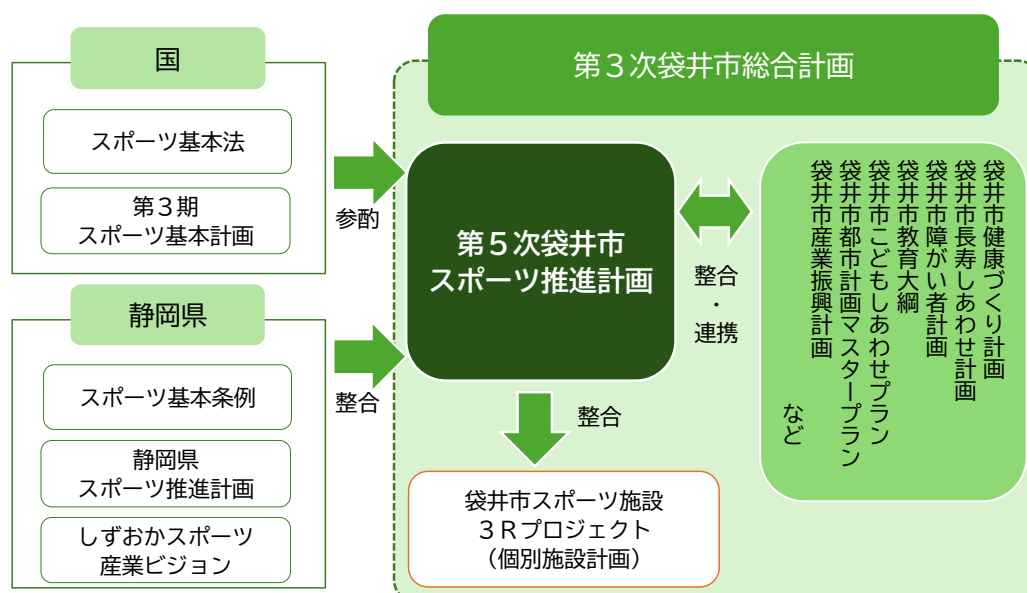 国
スポーツ基本法
第３期
スポーツ基本計画
参酌
静岡県
スポーツ基本条例
静岡県
スポーツ推進計画
しずおかスポーツ
産業ビジョン
整合
第３次袋井市総合計画
第５次袋井市
スポーツ推進計画
整合
・
連携
袋井市健康づくり計画
袋井市長寿しあわせ計画
袋井市障がい者計画
袋井市教育大綱
袋井市こどもしあわせプラン
袋井市都市計画マスタープラン
袋井市産業振興計画
など
整合
袋井市スポーツ施設
３Ｒプロジェクト
（個別施設計画）